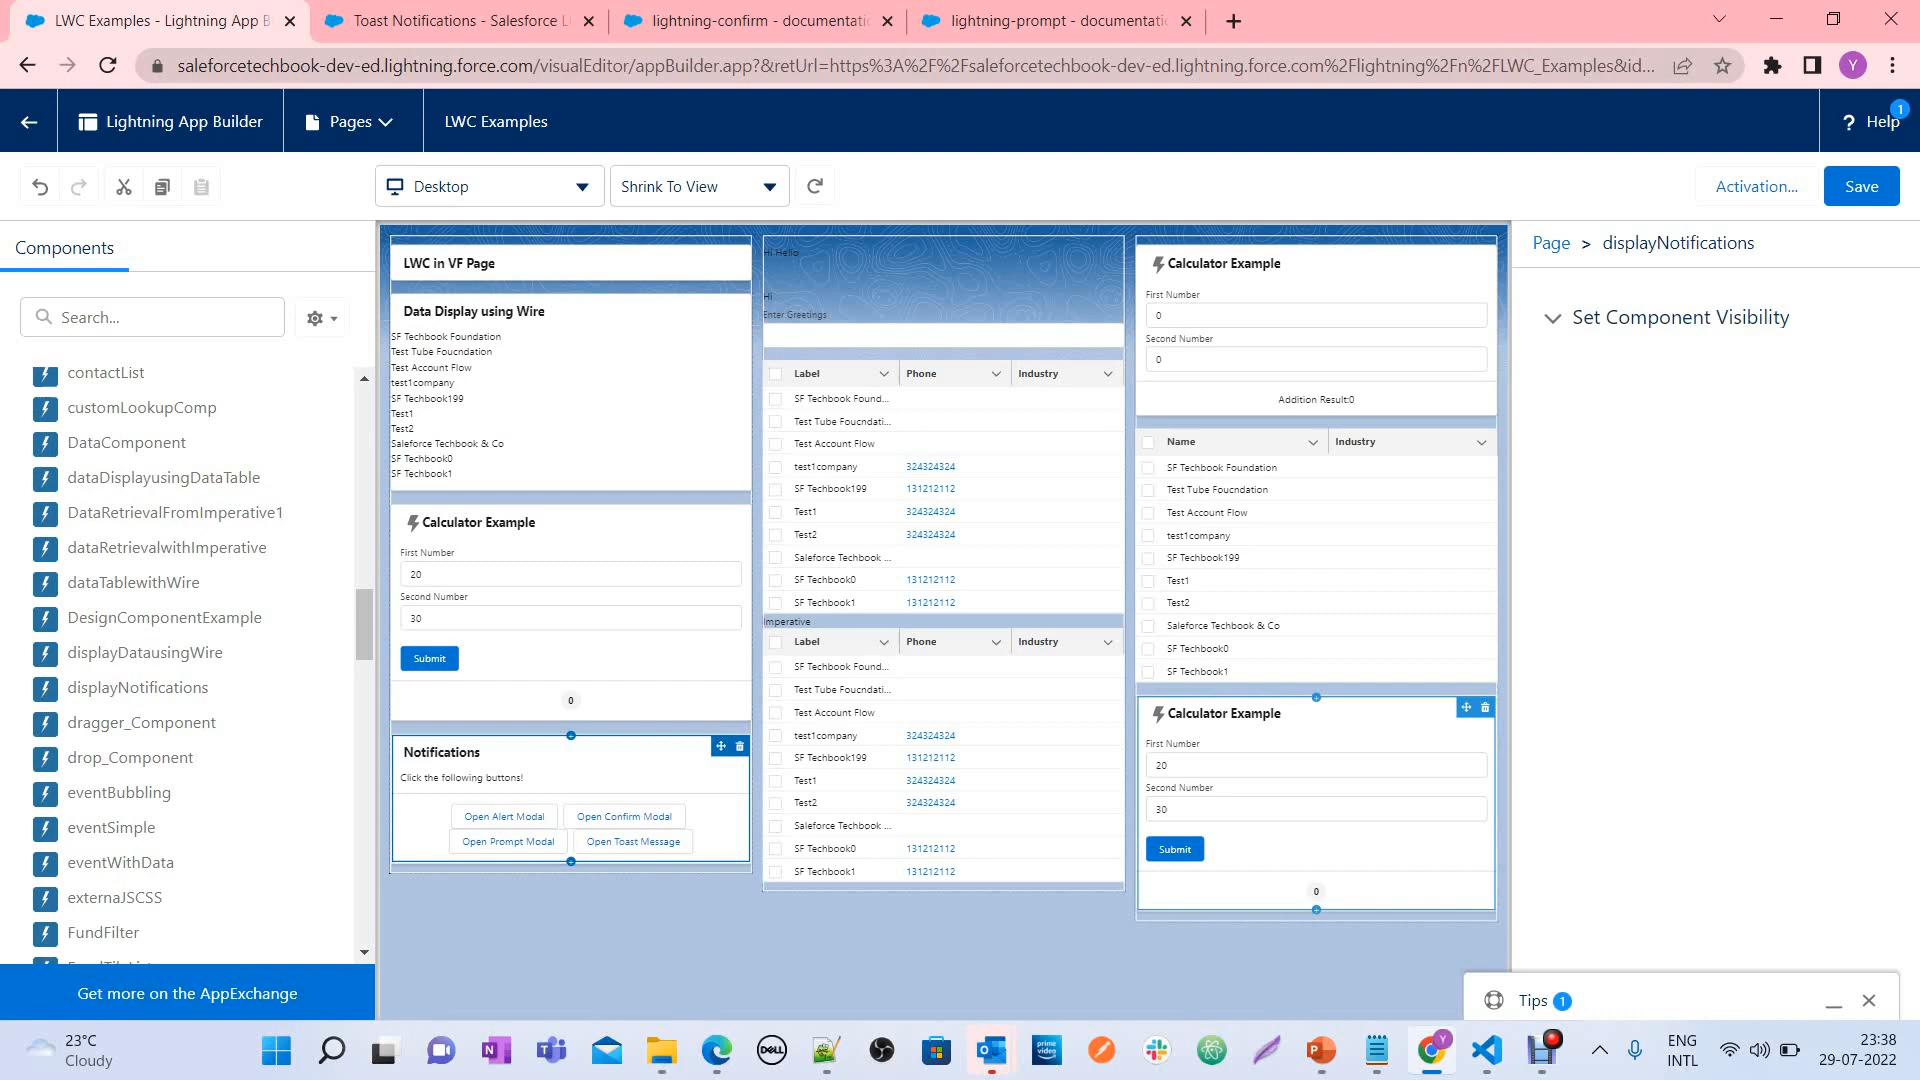 LWC Examples - Lightning App B
Toast Notifications - Salesforce L
lightning-confirm - documentatic
lightning-prompt - documentatic
saleforcetechbook-dev-ed.lightning.force.com/visualEditor/appBuilder.app?&retUrl=https%3A%2F%2Fsaleforcetechbook-dev-ed.lightning.force.com%2Flightning%2Fn%2FLWC_Examples&id...
Y
Lightning App Builder
Pages
LWC Examples
? Help
1
Desktop
Shrink To View
Activation...
Save
Components
Search...
contactList
customLookupComp
DataComponent
dataDisplayusingDataTable
DataRetrievalFromImperative1
dataRetrievalwithImperative
dataTablewithWire
DesignComponentExample
displayDatausingWire
displayNotifications
dragger_Component
drop_Component
eventBubbling
eventSimple
eventWithData
externaJSCSS
FundFilter
Get more on the AppExchange
LWC in VF Page
Data Display using Wire
SF Techbook Foundation
Test Tube Foucndation
Test Account Flow
test1company
SF Techbook199
Test1
Test2
Saleforce Techbook & Co
SF Techbook0
SF Techbook1
Calculator Example
First Number
20
Second Number
30
Submit
0
Notifications
Click the following buttons!
Open Alert Modal
Open Confirm Modal
Open Prompt Modal
Open Toast Message
Hi Hello
Hi
Enter Greetings
Label Phone Industry
SF Techbook Found...
Test Tube Foucndati...
Test Account Flow
test1company 324324324
SF Techbook199 131212112
Test1 324324324
Test2 324324324
Saleforce Techbook ...
SF Techbook0 131212112
SF Techbook1 131212112
Imperative
Label Phone Industry
SF Techbook Found...
Test Tube Foucndati...
Test Account Flow
test1company 324324324
SF Techbook199 131212112
Test1 324324324
Test2 324324324
Saleforce Techbook ...
SF Techbook0 131212112
SF Techbook1 131212112
Calculator Example
First Number
0
Second Number
0
Addition Result:0
Name Industry
SF Techbook Foundation
Test Tube Foucndation
Test Account Flow
test1company
SF Techbook199
Test1
Test2
Saleforce Techbook & Co
SF Techbook0
SF Techbook1
Calculator Example
First Number
20
Second Number
30
Submit
0
Page > displayNotifications
Set Component Visibility
Tips 1
23°C
Cloudy
DELL
prime video
ENG
INTL
23:38
29-07-2022